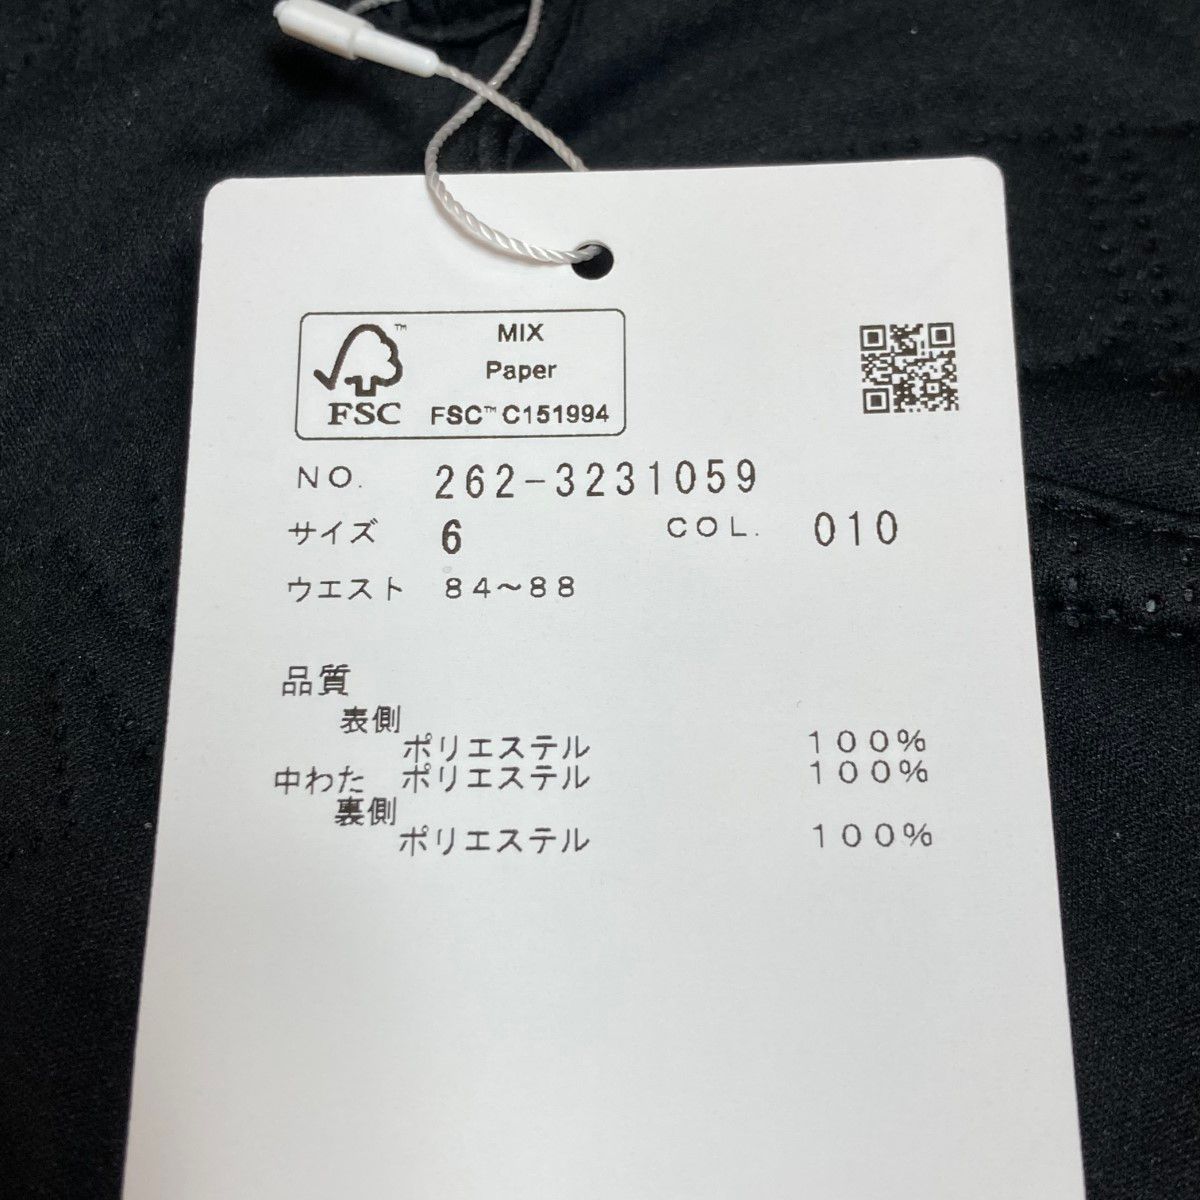 MIX
Paper
FSC™ C151994
™
FSC
NO. 262-3231059
サイズ 6 COL. 010
ウエスト 84～88
品質
表側
ポリエステル 100%
中わた ポリエステル 100%
裏側
ポリエステル 100%